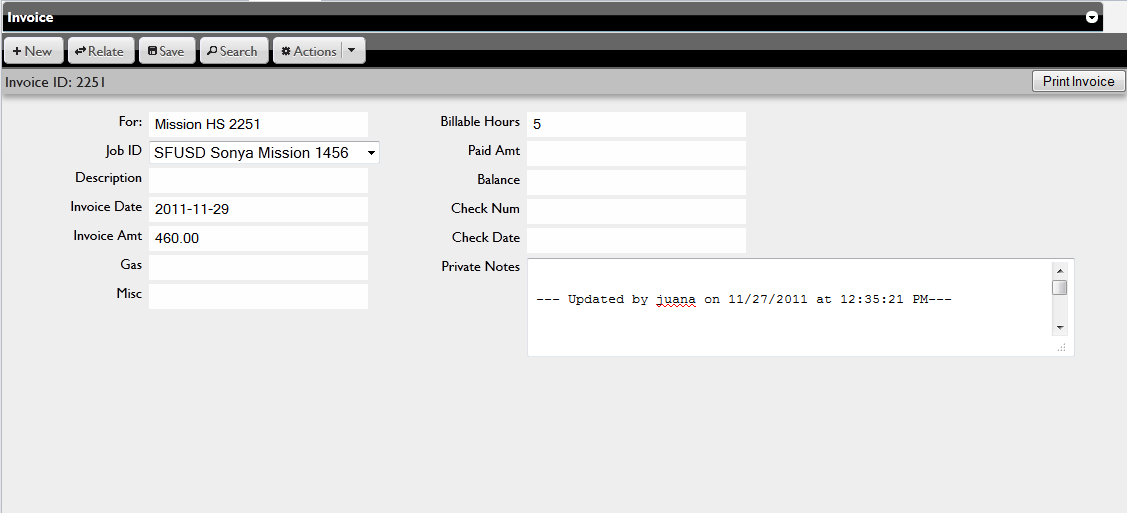 Invoice
New Relate Save Search Actions
Invoice ID: 2251 Print Invoice
For: Mission HS 2251
Job ID SFUSD Sonya Mission 1456
Description
Invoice Date 2011-11-29
Invoice Amt 460.00
Gas
Misc
Billable Hours 5
Paid Amt
Balance
Check Num
Check Date
Private Notes
--- Updated by juana on 11/27/2011 at 12:35:21 PM---